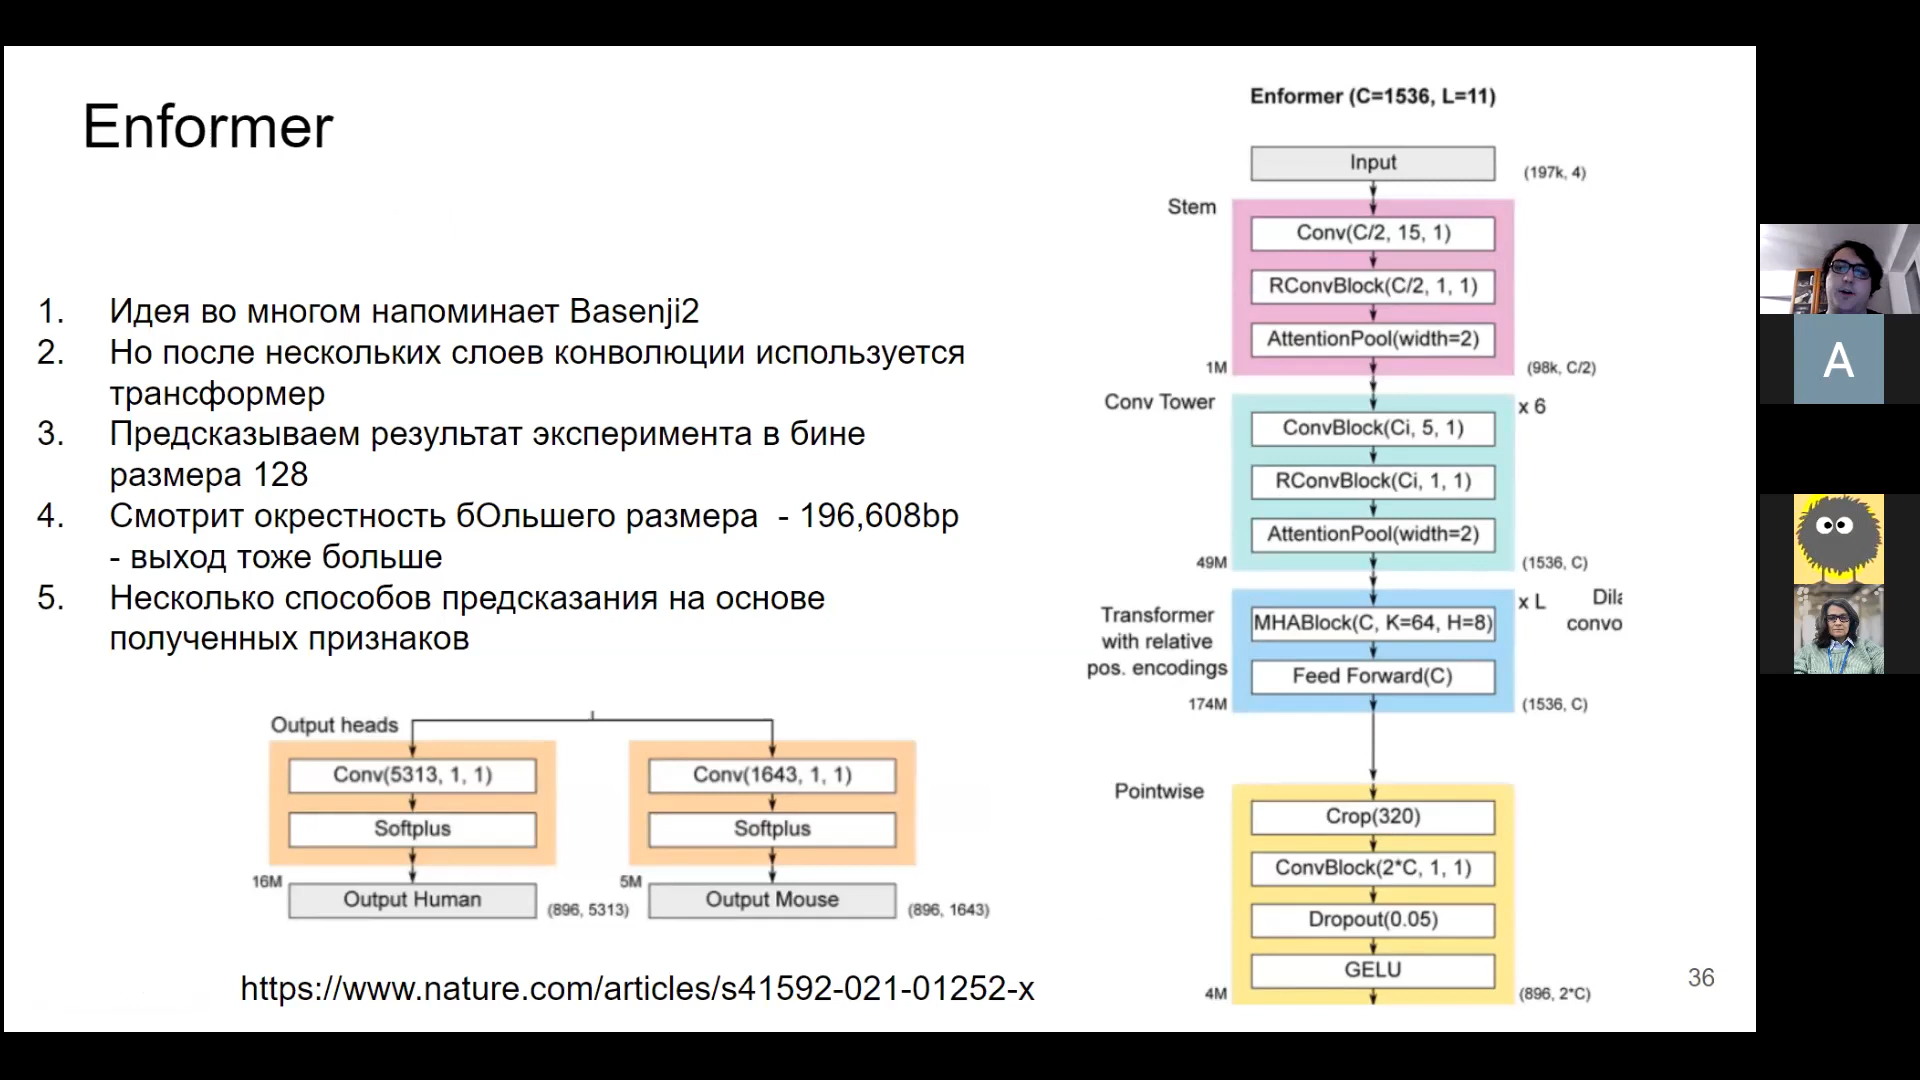 Enformer
1. Идея во многом напоминает Basenji2
2. Но после нескольких слоев конволюции используется
трансформер
3. Предсказываем результат эксперимента в бине
размера 128
4. Смотрит окрестность бОльшего размера - 196,608bp
- выход тоже больше
5. Несколько способов предсказания на основе
полученных признаков
Output heads
Conv(5313, 1, 1)
Softplus
16M
Output Human
(896, 5313)
Conv(1643, 1, 1)
Softplus
5M
Output Mouse
(896, 1643)
https://www.nature.com/articles/s41592-021-01252-x
Enformer (C=1536, L=11)
Input
(197k, 4)
Stem
Conv(C/2, 15, 1)
RConvBlock(C/2, 1, 1)
AttentionPool(width=2)
1M
(98k, C/2)
Conv Tower
x 6
ConvBlock(Ci, 5, 1)
RConvBlock(Ci, 1, 1)
AttentionPool(width=2)
49M
(1536, C)
Transformer
with relative
pos. encodings
x L
MHABlock(C, K=64, H=8)
Feed Forward(C)
174M
(1536, C)
Dila
convo
Pointwise
Crop(320)
ConvBlock(2*C, 1, 1)
Dropout(0.05)
GELU
4M
(896, 2*C)
36
A